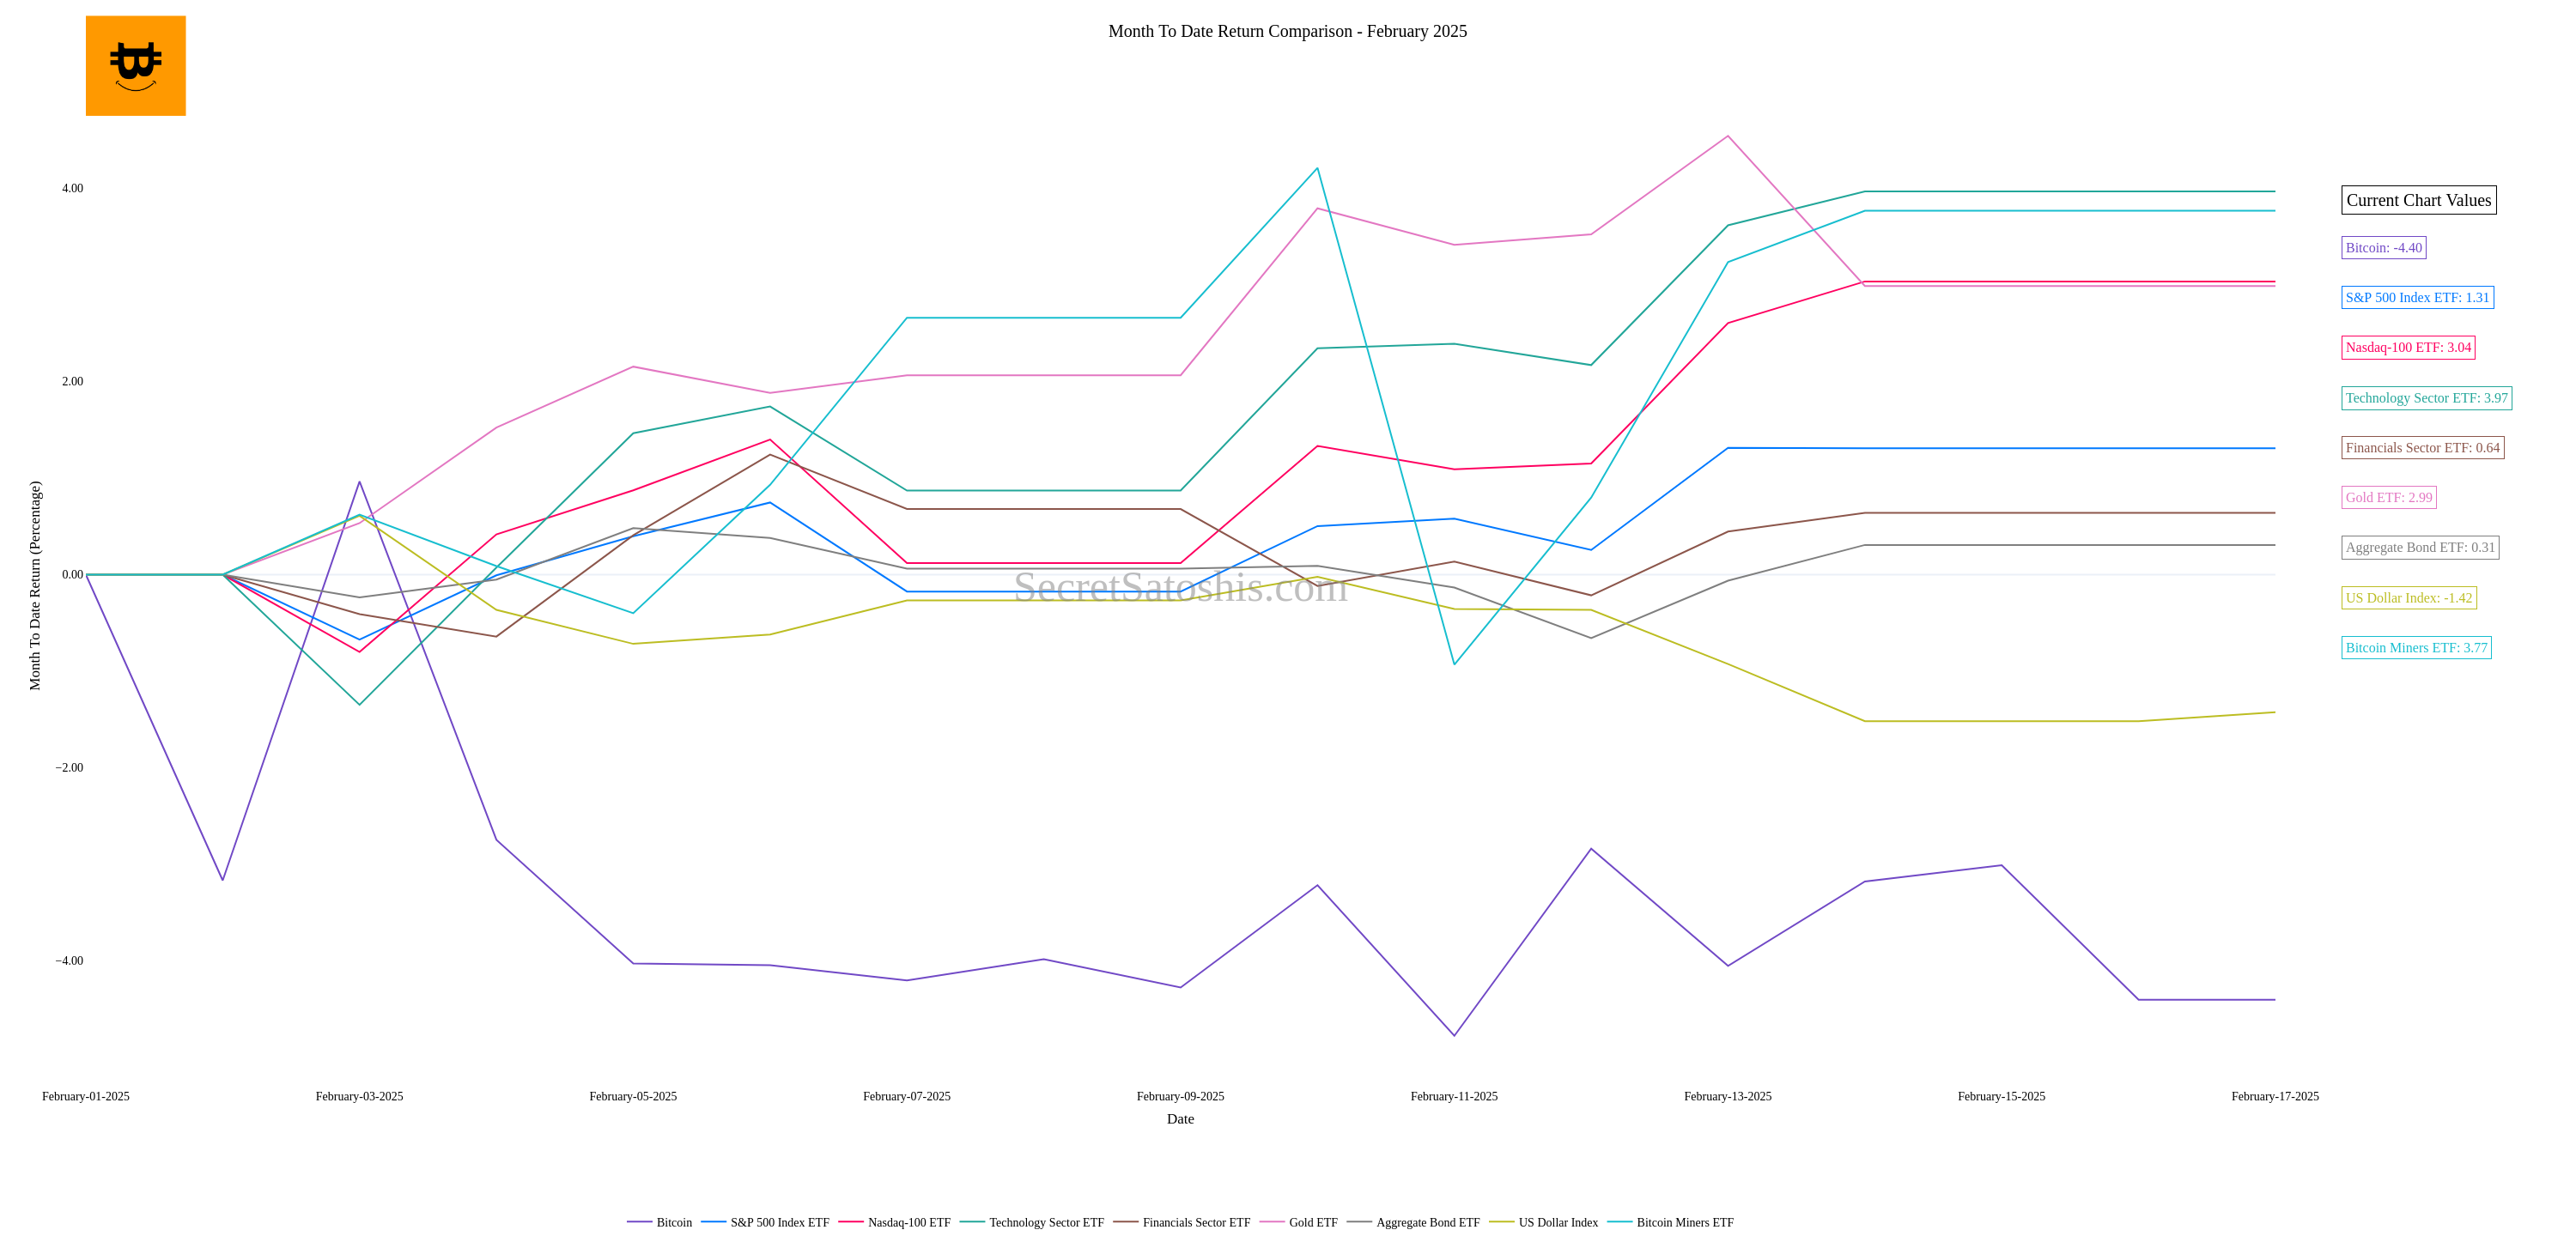 Month To Date Return Comparison - February 2025
4.00
2.00
0.00
−2.00
−4.00
Month To Date Return (Percentage)
SecretSatoshis.com
Current Chart Values
Bitcoin: -4.40
S&P 500 Index ETF: 1.31
Nasdaq-100 ETF: 3.04
Technology Sector ETF: 3.97
Financials Sector ETF: 0.64
Gold ETF: 2.99
Aggregate Bond ETF: 0.31
US Dollar Index: -1.42
Bitcoin Miners ETF: 3.77
February-01-2025 February-03-2025 February-05-2025 February-07-2025 February-09-2025 February-11-2025 February-13-2025 February-15-2025 February-17-2025
Date
Bitcoin S&P 500 Index ETF Nasdaq-100 ETF Technology Sector ETF Financials Sector ETF Gold ETF Aggregate Bond ETF US Dollar Index Bitcoin Miners ETF